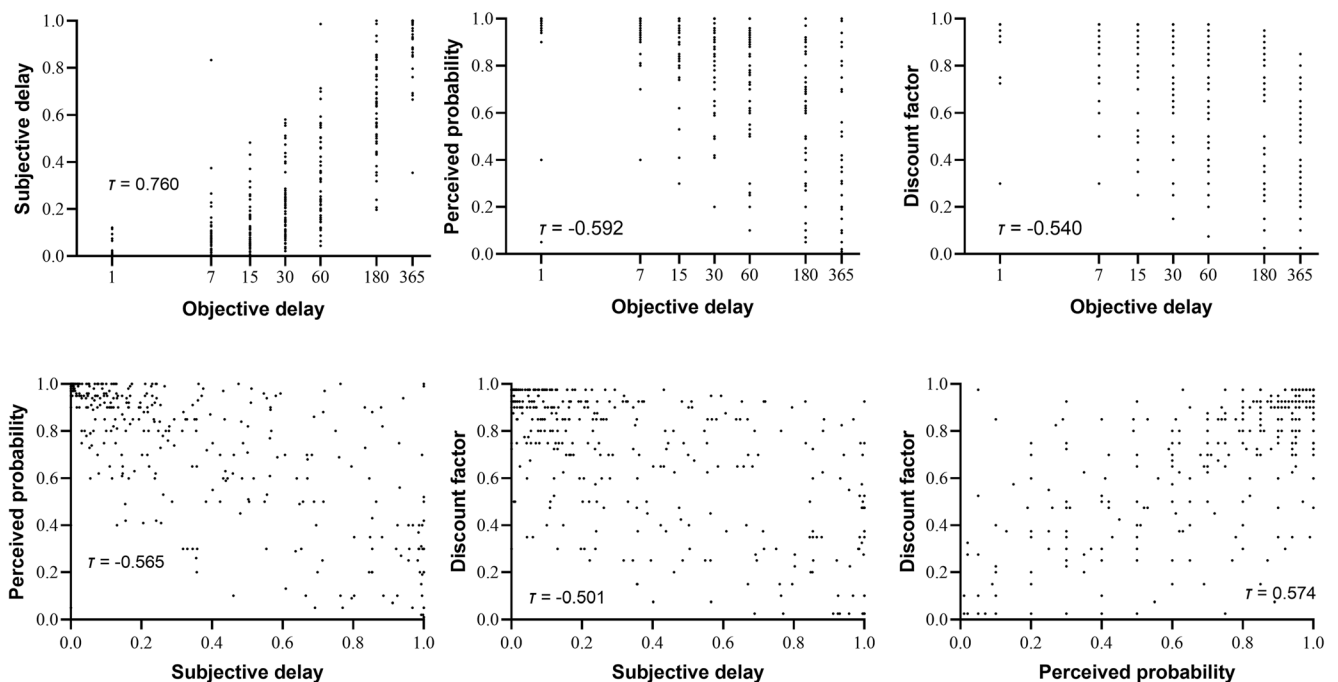 Subjective delay
1.0
0.8
0.6
0.4
0.2
0.0
τ = 0.760
1 7 15 30 60 180 365
Objective delay
Perceived probability
1.0
0.8
0.6
0.4
0.2
0.0
τ = -0.592
1 7 15 30 60 180 365
Objective delay
Discount factor
1.0
0.8
0.6
0.4
0.2
0.0
τ = -0.540
1 7 15 30 60 180 365
Objective delay
Perceived probability
1.0
0.8
0.6
0.4
0.2
0.0
τ = -0.565
0.0 0.2 0.4 0.6 0.8 1.0
Subjective delay
Discount factor
1.0
0.8
0.6
0.4
0.2
0.0
τ = -0.501
0.0 0.2 0.4 0.6 0.8 1.0
Subjective delay
Discount factor
1.0
0.8
0.6
0.4
0.2
0.0
τ = 0.574
0.0 0.2 0.4 0.6 0.8 1.0
Perceived probability